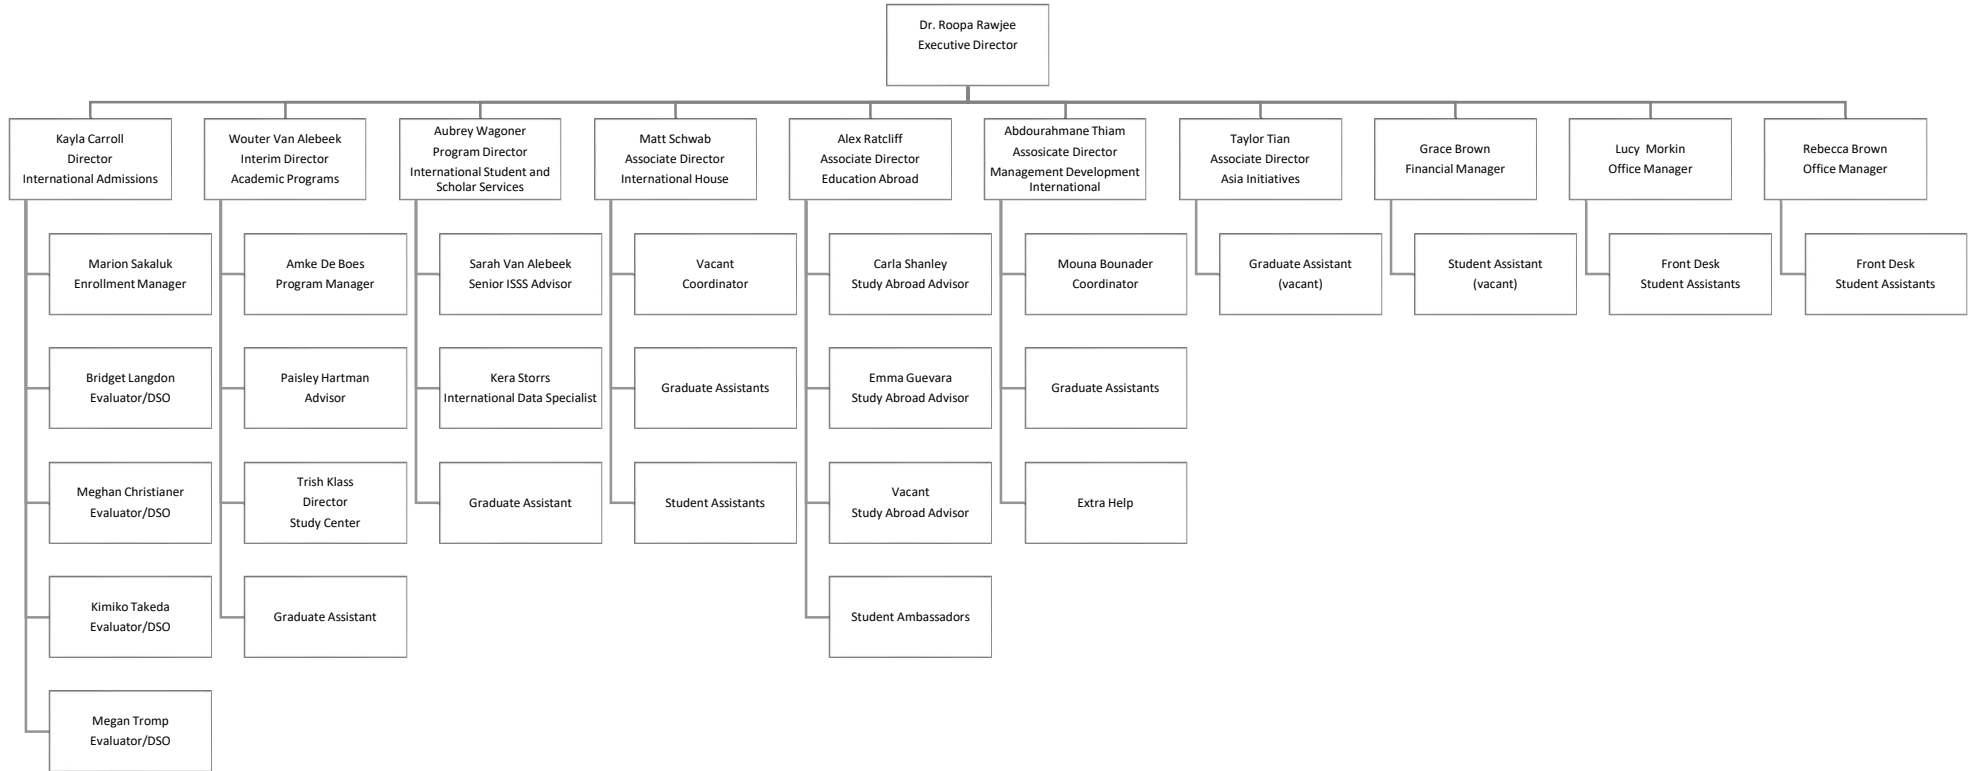 Dr. Roopa Rawjee
Executive Director
Kayla Carroll
Director
International Admissions
Wouter Van Alebeek
Interim Director
Academic Programs
Aubrey Wagoner
Program Director
International Student and
Scholar Services
Matt Schwab
Associate Director
International House
Alex Ratcliff
Associate Director
Education Abroad
Abdourahmane Thiam
Assosicate Director
Management Development
International
Taylor Tian
Associate Director
Asia Initiatives
Grace Brown
Financial Manager
Lucy Morkin
Office Manager
Rebecca Brown
Office Manager
Marion Sakaluk
Enrollment Manager
Amke De Boes
Program Manager
Sarah Van Alebeek
Senior ISSS Advisor
Vacant
Coordinator
Carla Shanley
Study Abroad Advisor
Mouna Bounader
Coordinator
Graduate Assistant
(vacant)
Student Assistant
(vacant)
Front Desk
Student Assistants
Front Desk
Student Assistants
Bridget Langdon
Evaluator/DSO
Paisley Hartman
Advisor
Kera Storrs
International Data Specialist
Graduate Assistants
Emma Guevara
Study Abroad Advisor
Graduate Assistants
Meghan Christianer
Evaluator/DSO
Trish Klass
Director
Study Center
Graduate Assistant
Student Assistants
Vacant
Study Abroad Advisor
Extra Help
Kimiko Takeda
Evaluator/DSO
Graduate Assistant
Student Ambassadors
Megan Tromp
Evaluator/DSO